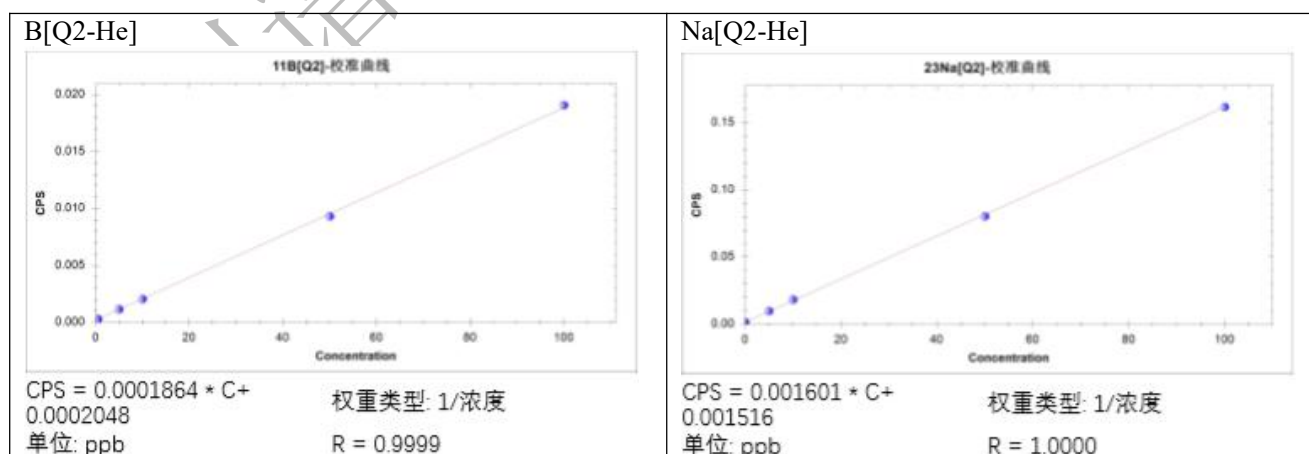 B[Q2-He]
11B[Q2]-校准曲线
CPS
0.020
0.015
0.010
0.005
0.000
0 20 40 60 80 100
Concentration
CPS = 0.0001864 * C+
0.0002048
权重类型: 1/浓度
单位: ppb
R = 0.9999
Na[Q2-He]
23Na[Q2]-校准曲线
CPS
0.15
0.10
0.05
0.00
0 20 40 60 80 100
Concentration
CPS = 0.001601 * C+
0.001516
权重类型: 1/浓度
单位: ppb
R = 1.0000